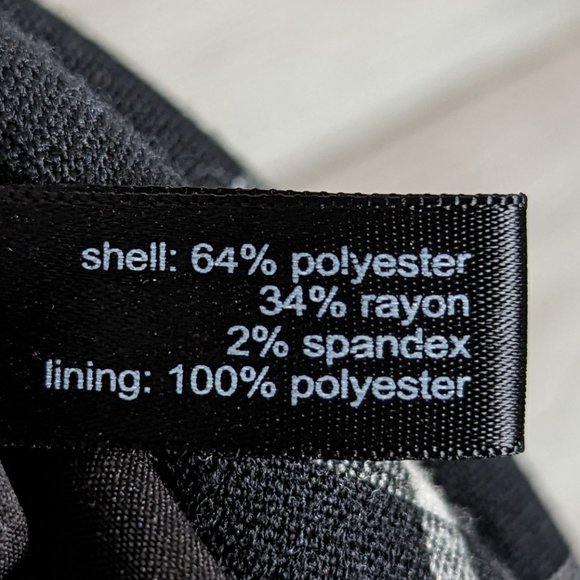 shell: 64% polyester
34% rayon
2% spandex
lining: 100% polyester